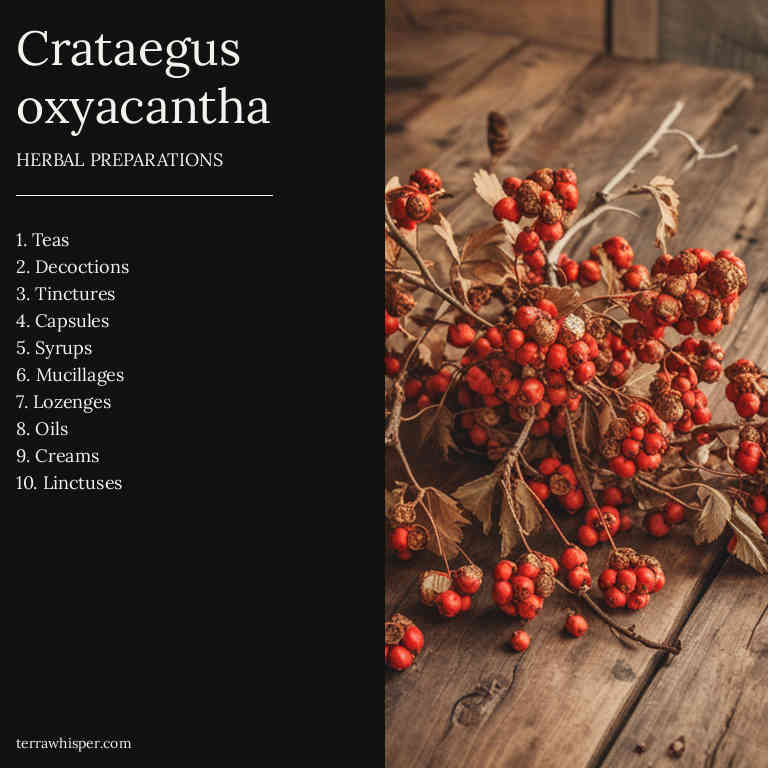 Crataegus
oxyacantha
HERBAL PREPARATIONS
1. Teas
2. Decoctions
3. Tinctures
4. Capsules
5. Syrups
6. Mucillages
7. Lozenges
8. Oils
9. Creams
10. Linctuses
terrawhisper.com